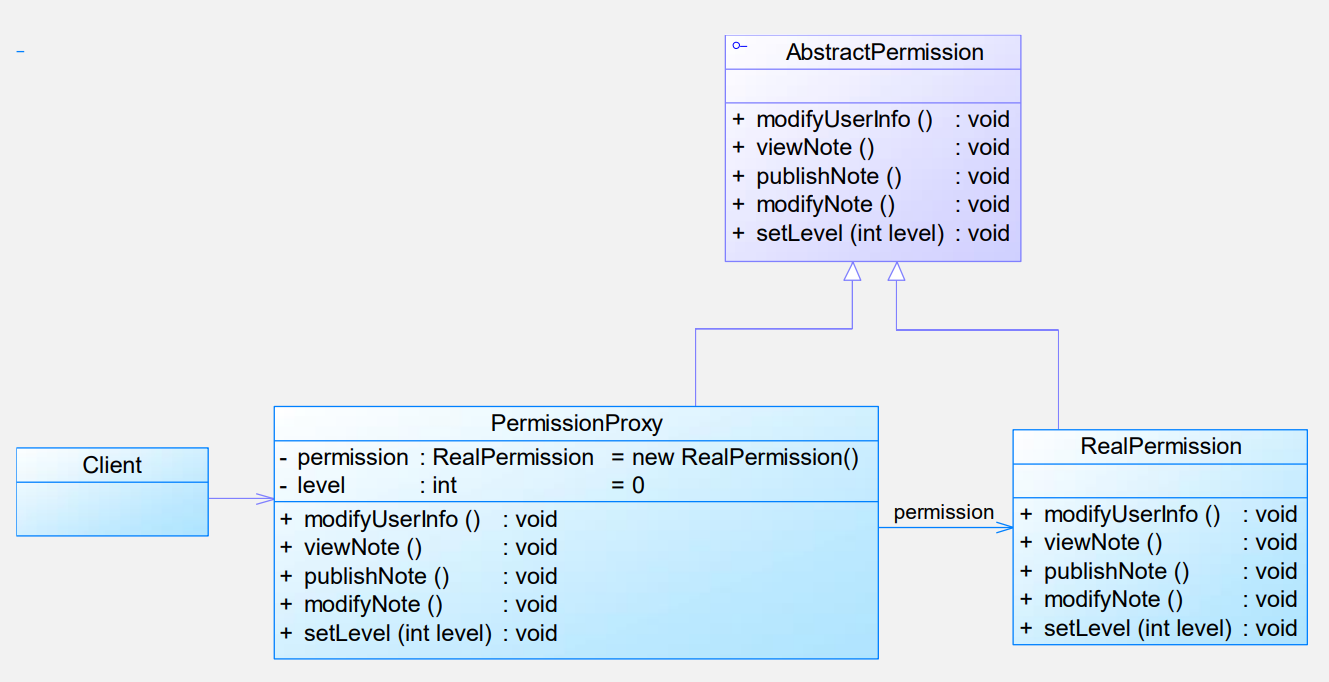 AbstractPermission
+ modifyUserInfo () : void
+ viewNote () : void
+ publishNote () : void
+ modifyNote () : void
+ setLevel (int level) : void
Client
PermissionProxy
- permission : RealPermission = new RealPermission()
- level : int = 0
+ modifyUserInfo () : void
+ viewNote () : void
+ publishNote () : void
+ modifyNote () : void
+ setLevel (int level) : void
permission
RealPermission
+ modifyUserInfo () : void
+ viewNote () : void
+ publishNote () : void
+ modifyNote () : void
+ setLevel (int level) : void